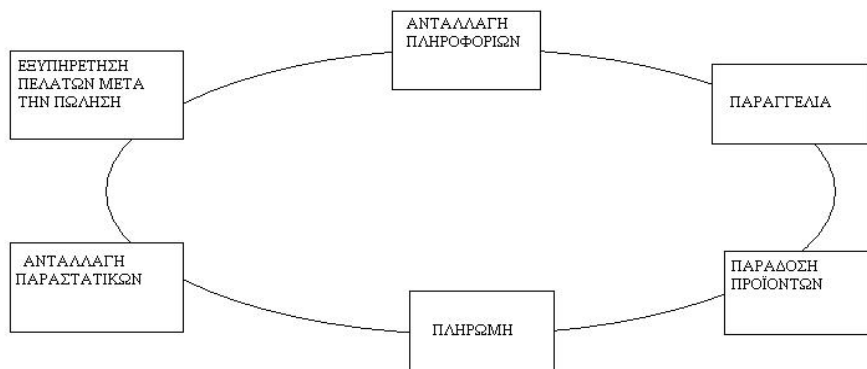 ΑΝΤΑΛΛΑΓΗ
ΠΛΗΡΟΦΟΡΙΩΝ
ΕΞΥΠΗΡΕΤΗΣΗ
ΠΕΛΑΤΩΝ ΜΕΤΑ
ΤΗΝ ΠΩΛΗΣΗ
ΠΑΡΑΓΓΕΛΙΑ
ΑΝΤΑΛΛΑΓΗ
ΠΑΡΑΣΤΑΤΙΚΩΝ
ΠΑΡΑΔΟΣΗ
ΠΡΟΪΟΝΤΩΝ
ΠΛΗΡΩΜΗ